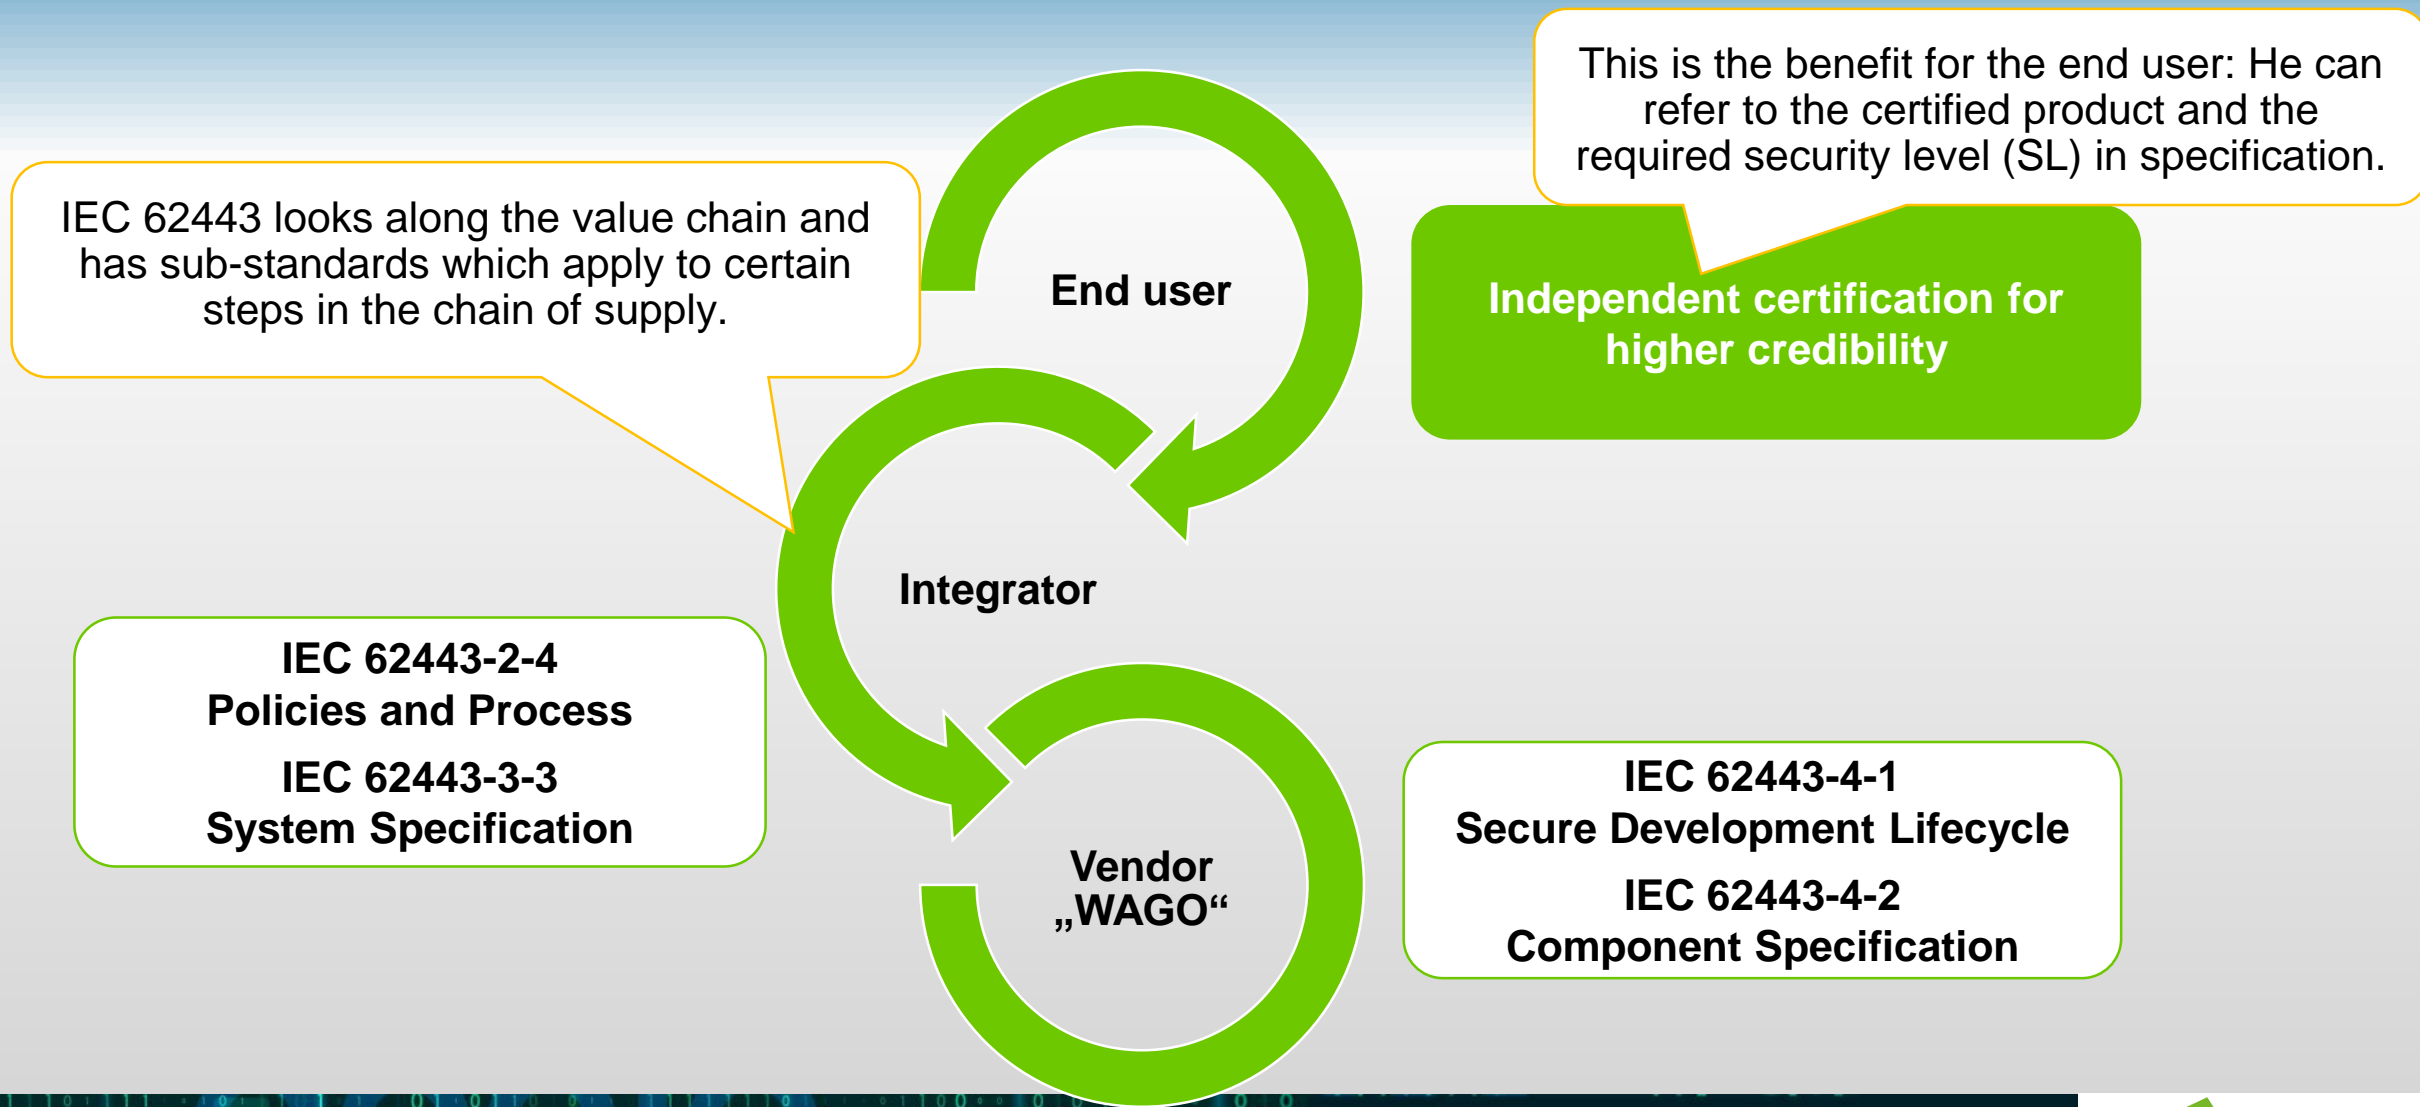 This is the benefit for the end user: He can
refer to the certified product and the
required security level (SL) in specification.
IEC 62443 looks along the value chain and
has sub-standards which apply to certain
steps in the chain of supply.
End user
Independent certification for
higher credibility
Integrator
IEC 62443-2-4
Policies and Process
IEC 62443-3-3
System Specification
Vendor
„WAGO“
IEC 62443-4-1
Secure Development Lifecycle
IEC 62443-4-2
Component Specification